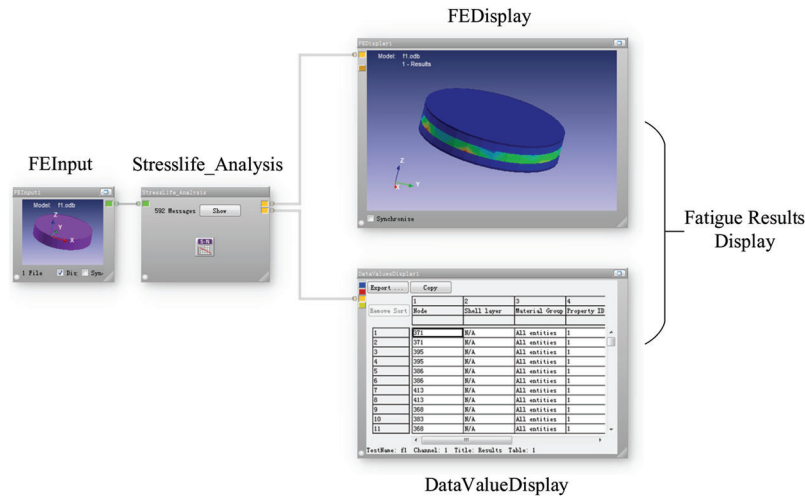 FEDisplay
FEDisplay1
Model: f1.odb
1 - Results
Z
Y
X
Synchronise
FEInput
Stresslife_Analysis
FEInput1
Model: f1.odb
Z
Y
X
1 File Dis Sync
StressLife_Analysis
592 Messages Show
S-N
Fatigue Results
Display
DataValuesDisplay1
Export ... Copy
1 2 3 4
Remove Sort Node Shell layer Material Group Property ID
1 371 N/A All entities 1
2 371 N/A All entities 1
3 395 N/A All entities 1
4 395 N/A All entities 1
5 386 N/A All entities 1
6 386 N/A All entities 1
7 413 N/A All entities 1
8 413 N/A All entities 1
9 368 N/A All entities 1
10 383 N/A All entities 1
11 368 N/A All entities 1
TestName: f1 Channel: 1 Title: Results Table: 1
DataValueDisplay